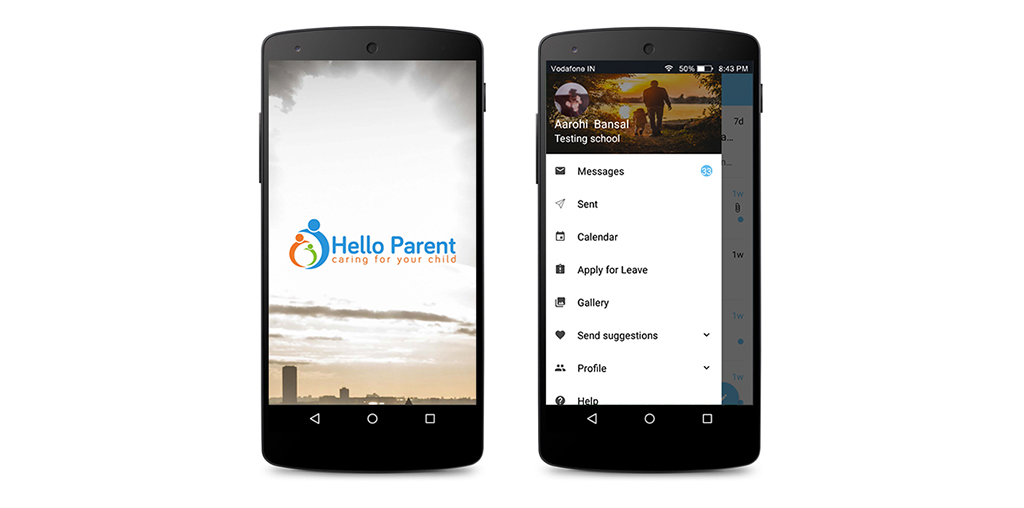 Hello Parent
caring for your child
Vodafone IN
50%
8:43 PM
Aarohi Bansal
Testing school
Messages
33
Sent
Calendar
Apply for Leave
Gallery
Send suggestions
Profile
Help
7d
a...
1w
n...
1w
1w
1w